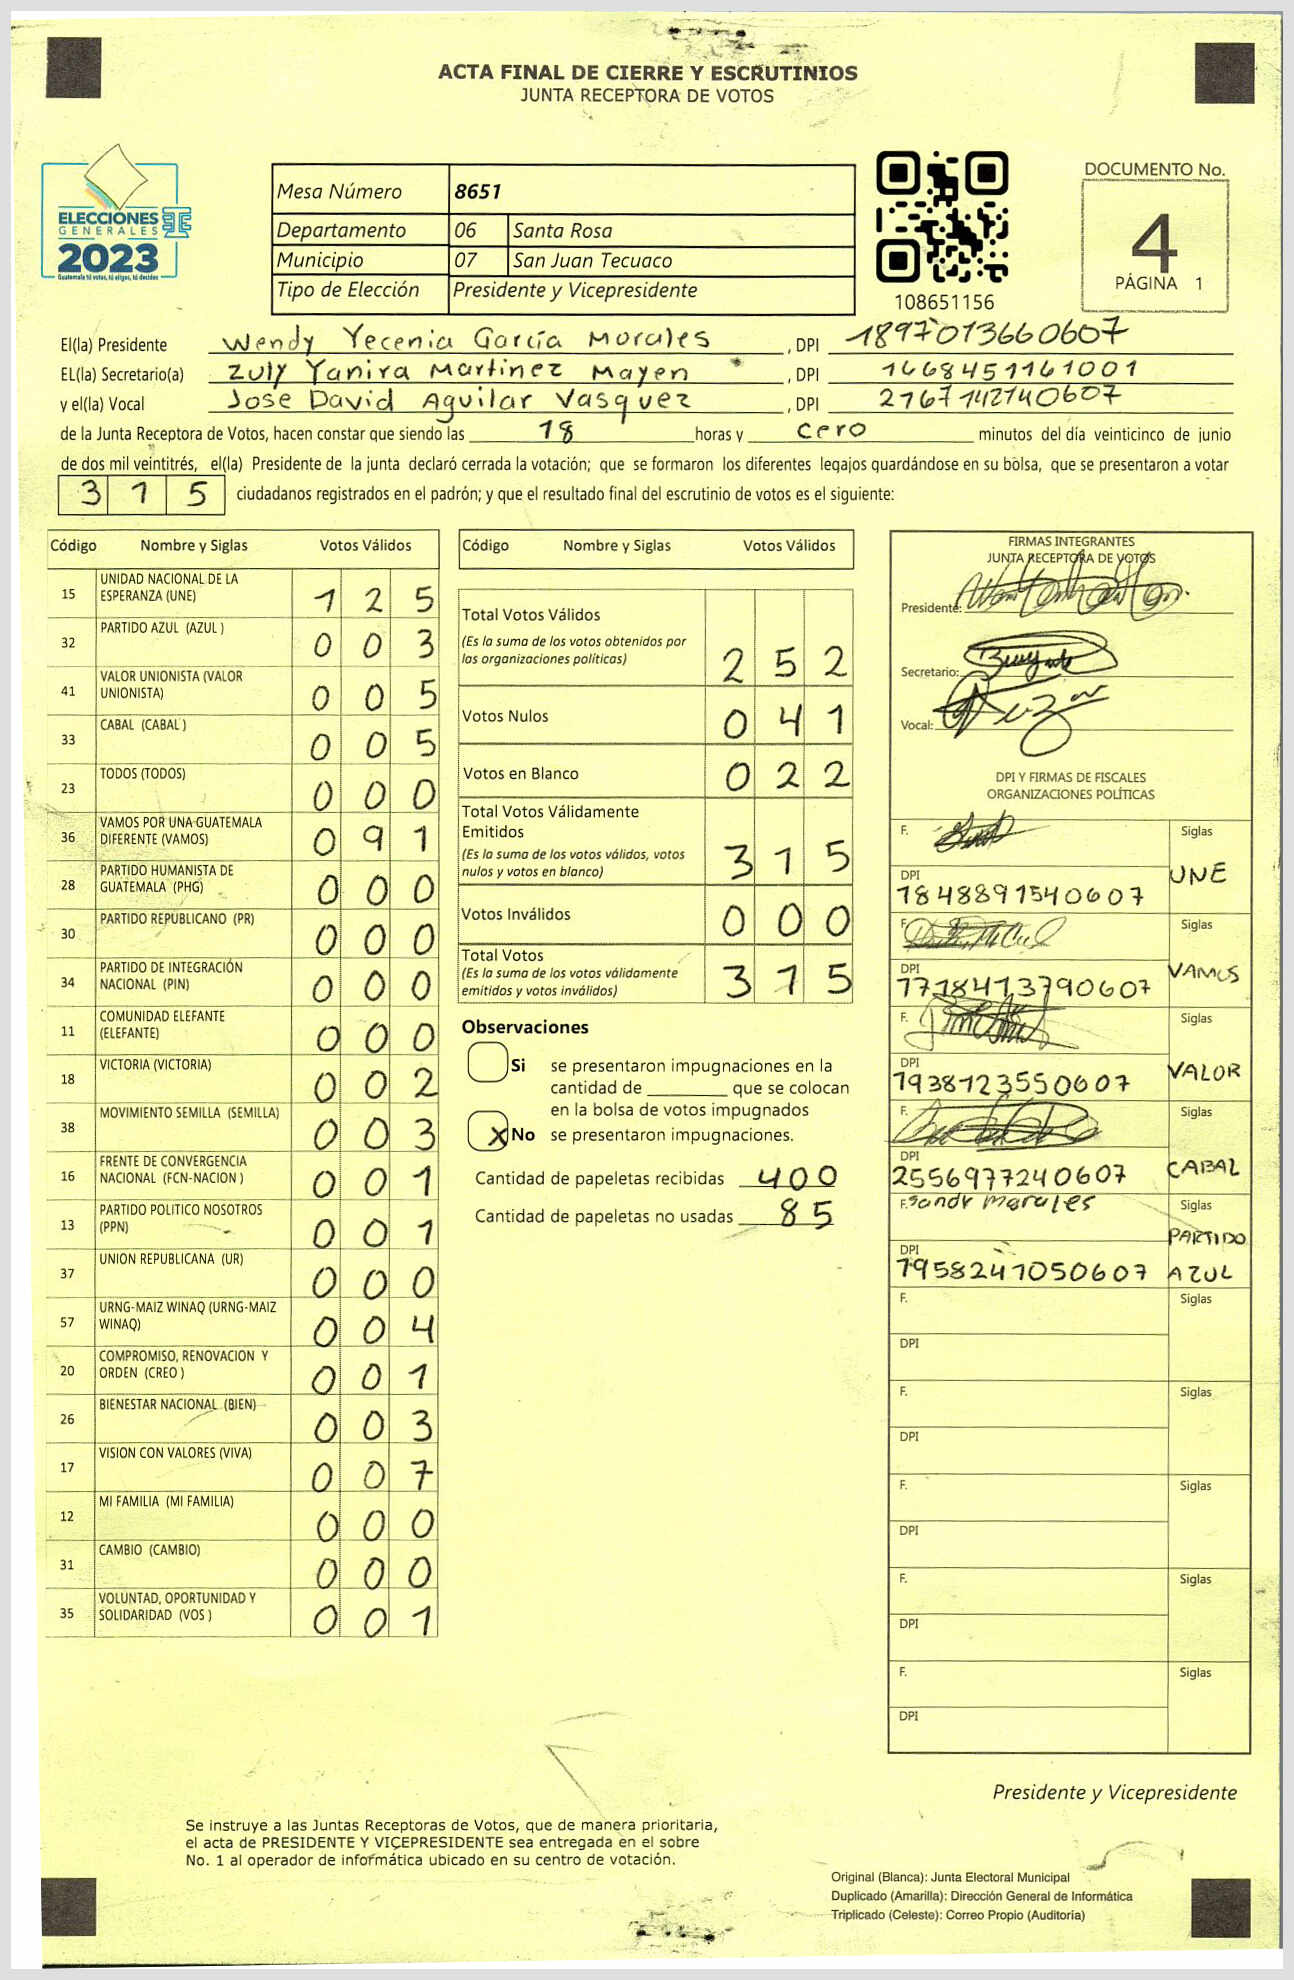 ACTA FINAL DE CIERRE Y ESCRUTINIOS
JUNTA RECEPTORA DE VOTOS
ELECCIONES
GENERALES
2023
Guatemala tú votas, tú eliges, tú decides
Mesa Número 8651
Departamento 06 Santa Rosa
Municipio 07 San Juan Tecuaco
Tipo de Elección Presidente y Vicepresidente
108651156
DOCUMENTO No.
4
PÁGINA 1
El(la) Presidente Wendy Yecenia García Morales, DPI 1897013660607
EL(la) Secretario(a) Zuly Yanira Martinez Mayen, DPI 1668451161001
y el(la) Vocal Jose David Aguilar Vasquez, DPI 2167142140607
de la Junta Receptora de Votos, hacen constar que siendo las 18 horas y cero minutos del día veinticinco de junio
de dos mil veintitrés, el(la) Presidente de la junta declaró cerrada la votación; que se formaron los diferentes legajos guardándose en su bolsa, que se presentaron a votar
315 ciudadanos registrados en el padrón; y que el resultado final del escrutinio de votos es el siguiente:
Código Nombre y Siglas Votos Válidos
15 UNIDAD NACIONAL DE LA ESPERANZA (UNE) 1 2 5
32 PARTIDO AZUL (AZUL ) 0 0 3
41 VALOR UNIONISTA (VALOR UNIONISTA) 0 0 5
33 CABAL (CABAL ) 0 0 5
23 TODOS (TODOS) 0 0 0
36 VAMOS POR UNA GUATEMALA DIFERENTE (VAMOS) 0 9 1
28 PARTIDO HUMANISTA DE GUATEMALA (PHG) 0 0 0
30 PARTIDO REPUBLICANO (PR) 0 0 0
34 PARTIDO DE INTEGRACIÓN NACIONAL (PIN) 0 0 0
11 COMUNIDAD ELEFANTE (ELEFANTE) 0 0 0
18 VICTORIA (VICTORIA) 0 0 2
38 MOVIMIENTO SEMILLA (SEMILLA) 0 0 3
16 FRENTE DE CONVERGENCIA NACIONAL (FCN-NACION ) 0 0 1
13 PARTIDO POLITICO NOSOTROS (PPN) 0 0 1
37 UNION REPUBLICANA (UR) 0 0 0
57 URNG-MAIZ WINAQ (URNG-MAIZ WINAQ) 0 0 4
20 COMPROMISO, RENOVACION Y ORDEN (CREO ) 0 0 1
26 BIENESTAR NACIONAL (BIEN) 0 0 3
17 VISION CON VALORES (VIVA) 0 0 7
12 MI FAMILIA (MI FAMILIA) 0 0 0
31 CAMBIO (CAMBIO) 0 0 0
35 VOLUNTAD, OPORTUNIDAD Y SOLIDARIDAD (VOS ) 0 0 1
Código Nombre y Siglas Votos Válidos
Total Votos Válidos
(Es la suma de los votos obtenidos por
las organizaciones políticas) 2 5 2
Votos Nulos 0 4 1
Votos en Blanco 0 2 2
Total Votos Válidamente
Emitidos
(Es la suma de los votos válidos, votos
nulos y votos en blanco) 3 1 5
Votos Inválidos 0 0 0
Total Votos
(Es la suma de los votos válidamente
emitidos y votos inválidos) 3 1 5
Observaciones
Si se presentaron impugnaciones en la
cantidad de ________ que se colocan
en la bolsa de votos impugnados
X No se presentaron impugnaciones.
Cantidad de papeletas recibidas 400
Cantidad de papeletas no usadas 85
FIRMAS INTEGRANTES
JUNTA RECEPTORA DE VOTOS
Presidente:
Secretario:
Vocal:
DPI Y FIRMAS DE FISCALES
ORGANIZACIONES POLÍTICAS
F. Siglas
DPI UNE
1848891540607
F. Siglas
DPI VAMOS
1718413790607
F. Siglas
DPI VALOR
1938123550607
F. Siglas
DPI CABAL
2556977240607
F. Sandy Morales Siglas
PARTIDO
DPI
1958241050607 AZUL
F. Siglas
DPI
F. Siglas
DPI
F. Siglas
DPI
F. Siglas
DPI
F. Siglas
DPI
Presidente y Vicepresidente
Se instruye a las Juntas Receptoras de Votos, que de manera prioritaria,
el acta de PRESIDENTE Y VICEPRESIDENTE sea entregada en el sobre
No. 1 al operador de informática ubicado en su centro de votación.
Original (Blanca): Junta Electoral Municipal
Duplicado (Amarilla): Dirección General de Informática
Triplicado (Celeste): Correo Propio (Auditoría)